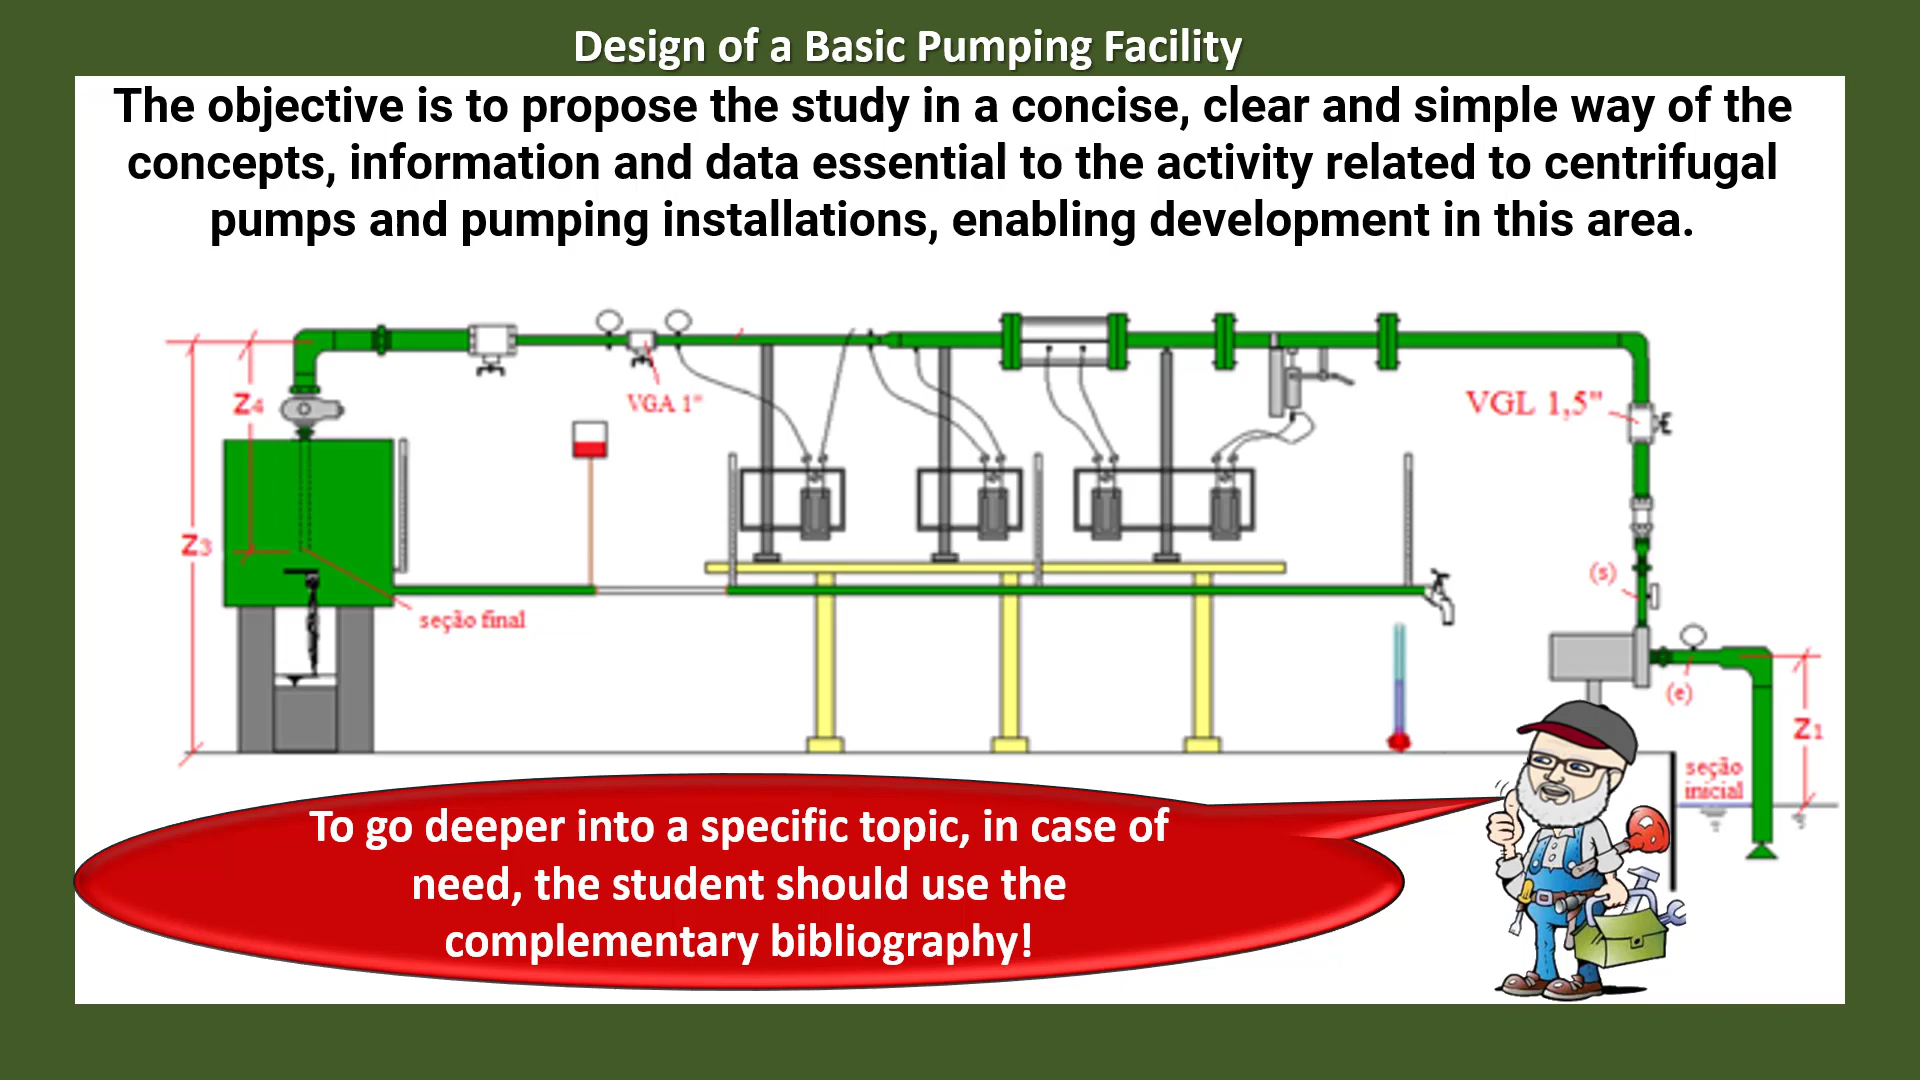 Design of a Basic Pumping Facility
The objective is to propose the study in a concise, clear and simple way of the
concepts, information and data essential to the activity related to centrifugal
pumps and pumping installations, enabling development in this area.
Z4
VGA 1"
VGL 1,5"
Z3
(s)
seção final
(e)
Z1
seção
inicial
To go deeper into a specific topic, in case of
need, the student should use the
complementary bibliography!